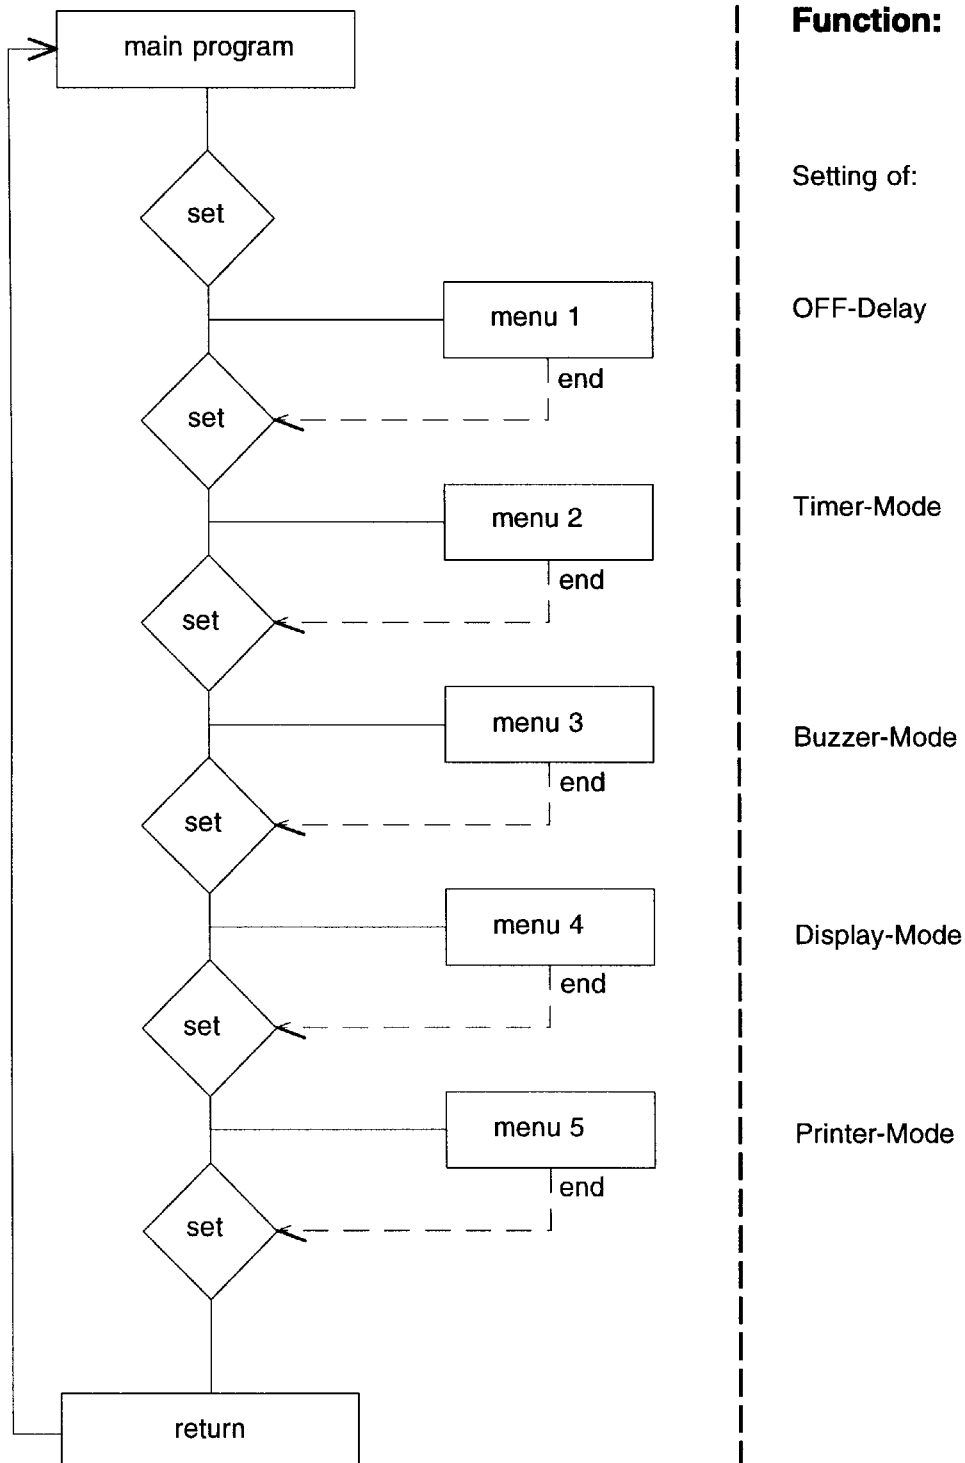 Function:
main program
Setting of:
set
menu 1
OFF-Delay
end
set
menu 2
Timer-Mode
end
set
menu 3
Buzzer-Mode
end
set
menu 4
Display-Mode
end
set
menu 5
Printer-Mode
end
set
return